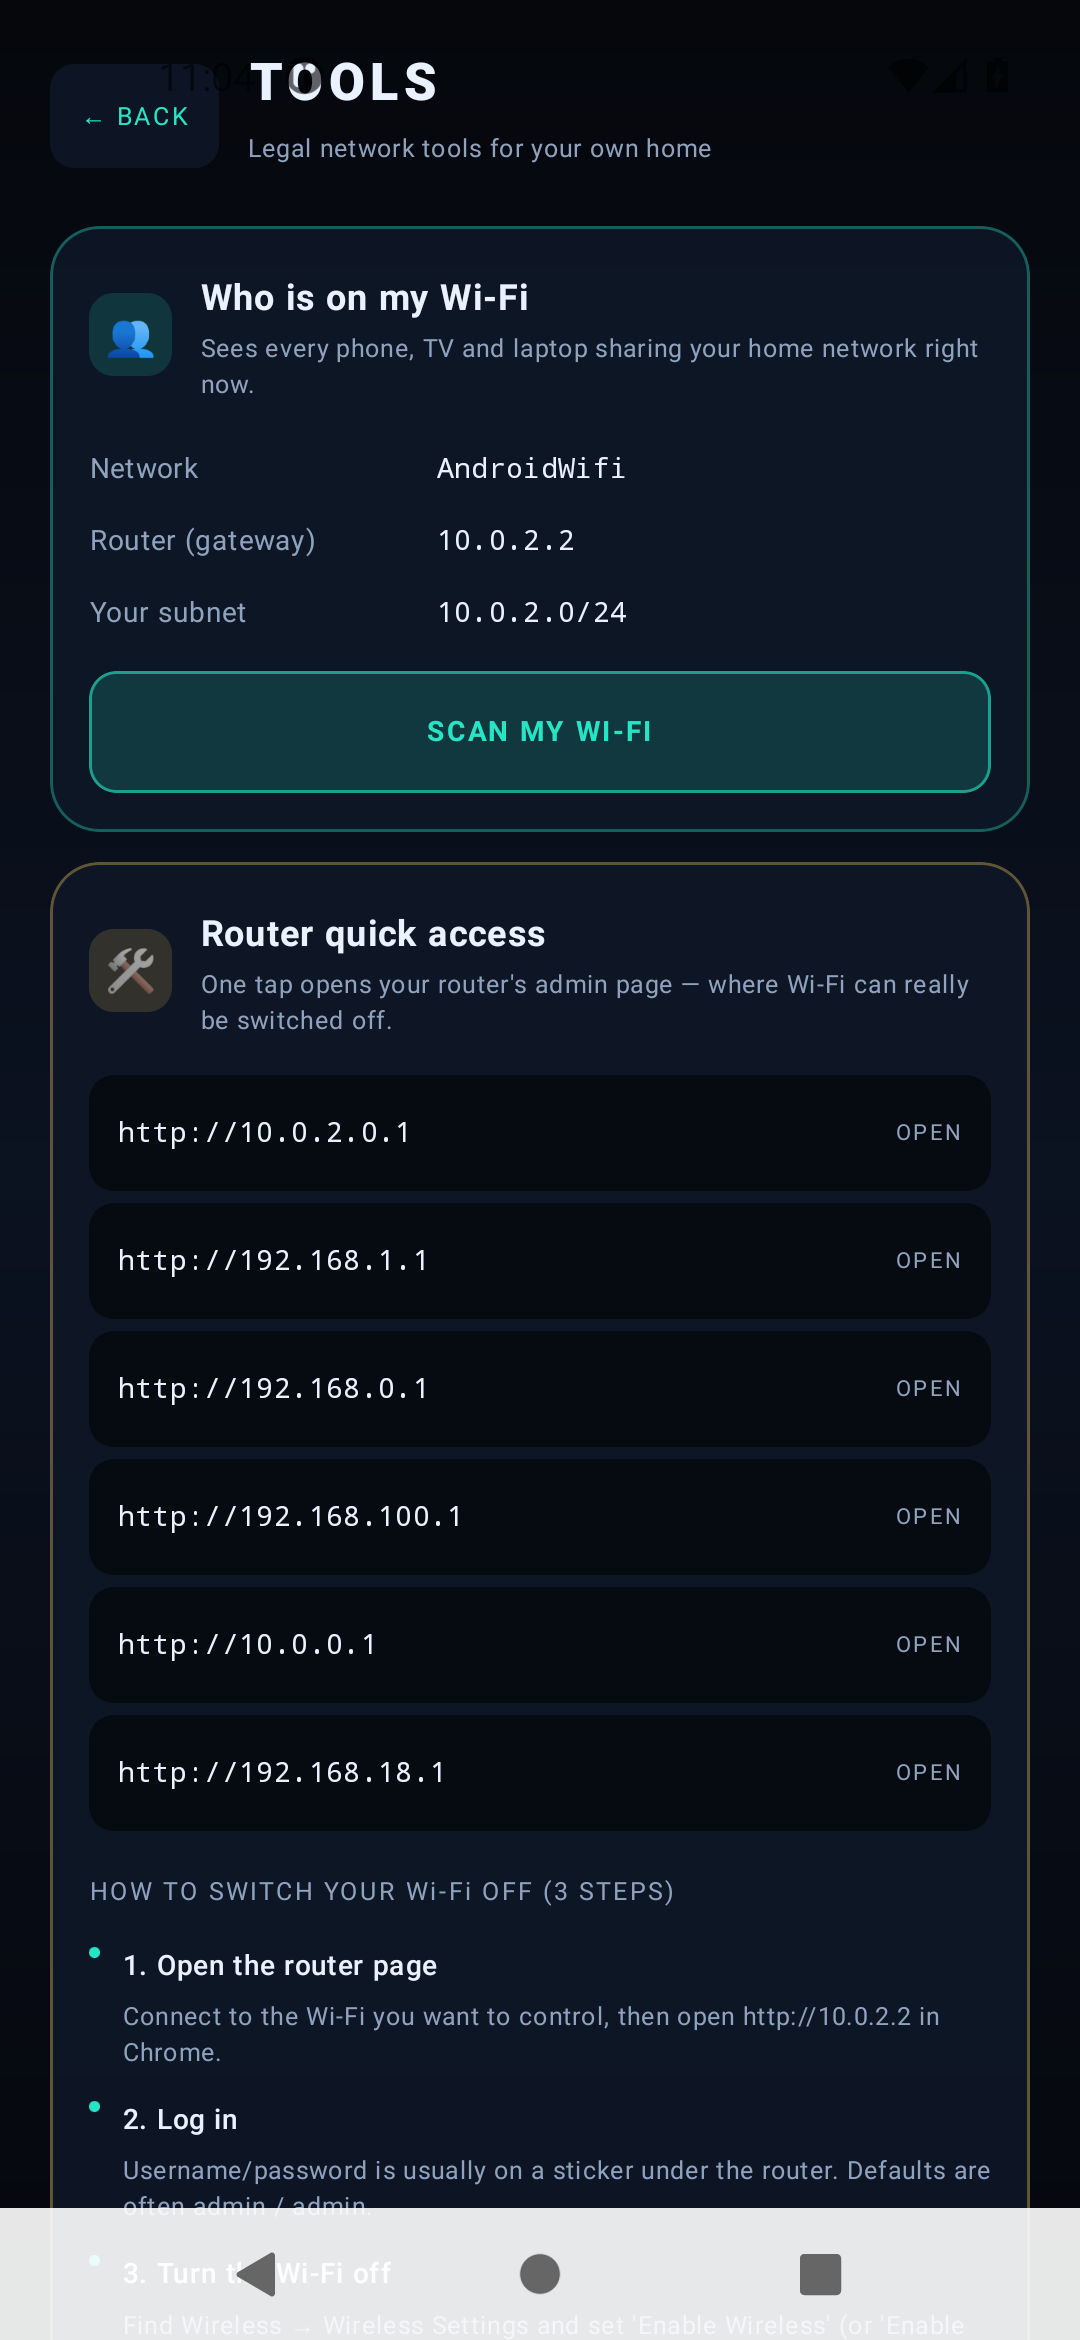 11:04
TOOLS
← BACK
Legal network tools for your own home
Who is on my Wi-Fi
Sees every phone, TV and laptop sharing your home network right
now.
Network AndroidWifi
Router (gateway) 10.0.2.2
Your subnet 10.0.2.0/24
SCAN MY WI-FI
Router quick access
One tap opens your router's admin page — where Wi-Fi can really
be switched off.
http://10.0.2.0.1 OPEN
http://192.168.1.1 OPEN
http://192.168.0.1 OPEN
http://192.168.100.1 OPEN
http://10.0.0.1 OPEN
http://192.168.18.1 OPEN
HOW TO SWITCH YOUR Wi-Fi OFF (3 STEPS)
1. Open the router page
Connect to the Wi-Fi you want to control, then open http://10.0.2.2 in
Chrome.
2. Log in
Username/password is usually on a sticker under the router. Defaults are
often admin / admin.
3. Turn the Wi-Fi off
Find Wireless → Wireless Settings and set 'Enable Wireless' (or 'Enable